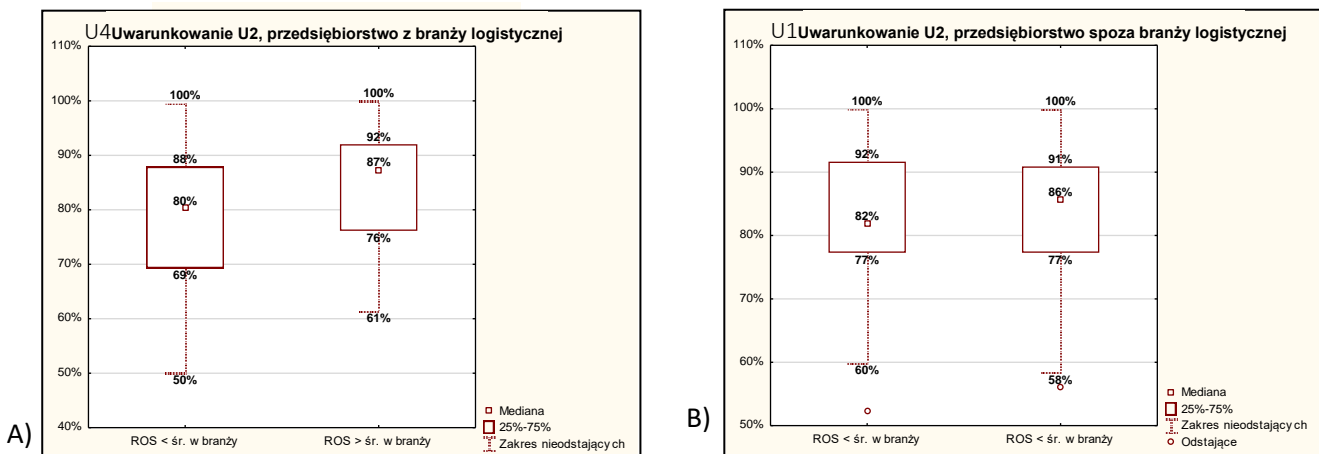 U4Uwarunkowanie U2, przedsiębiorstwo z branży logistycznej
110%
100%
90%
80%
70%
60%
50%
40%
100%
88%
80%
69%
50%
100%
92%
87%
76%
61%
ROS < śr. w branży
ROS > śr. w branży
Mediana
25%-75%
Zakres nieodstających
A)
U1Uwarunkowanie U2, przedsiębiorstwo spoza branży logistycznej
110%
100%
90%
80%
70%
60%
50%
100%
92%
82%
77%
60%
100%
91%
86%
77%
58%
ROS < śr. w branży
ROS < śr. w branży
Mediana
25%-75%
Zakres nieodstających
Odstające
B)